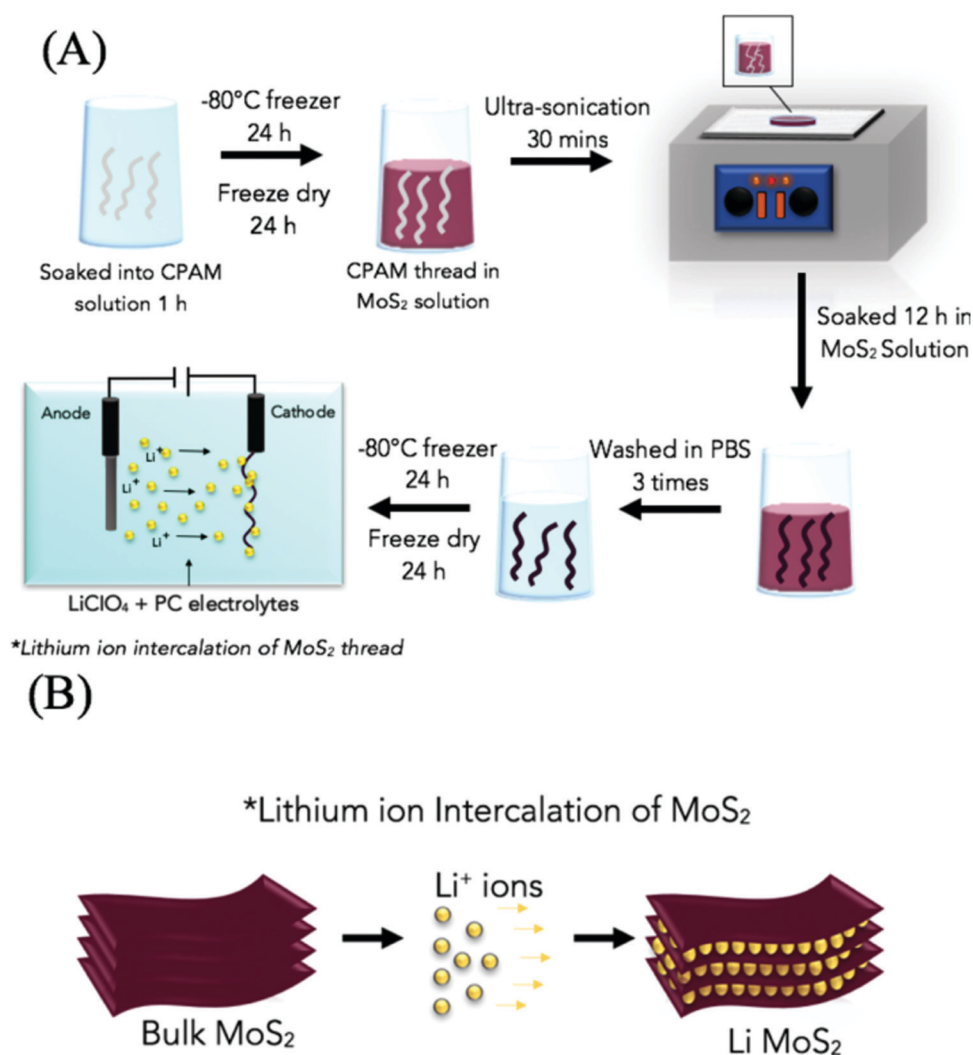 (A)
-80°C freezer
24 h
Freeze dry
24 h
Ultra-sonication
30 mins
Soaked into CPAM
solution 1 h
CPAM thread in
MoS₂ solution
Soaked 12 h in
MoS₂ Solution
Anode
Cathode
Li⁺
Li⁺
Li⁺
-80°C freezer
24 h
Freeze dry
24 h
Washed in PBS
3 times
LiClO₄ + PC electrolytes
*Lithium ion intercalation of MoS₂ thread
(B)
*Lithium ion Intercalation of MoS₂
Li⁺ ions
Bulk MoS₂
Li MoS₂